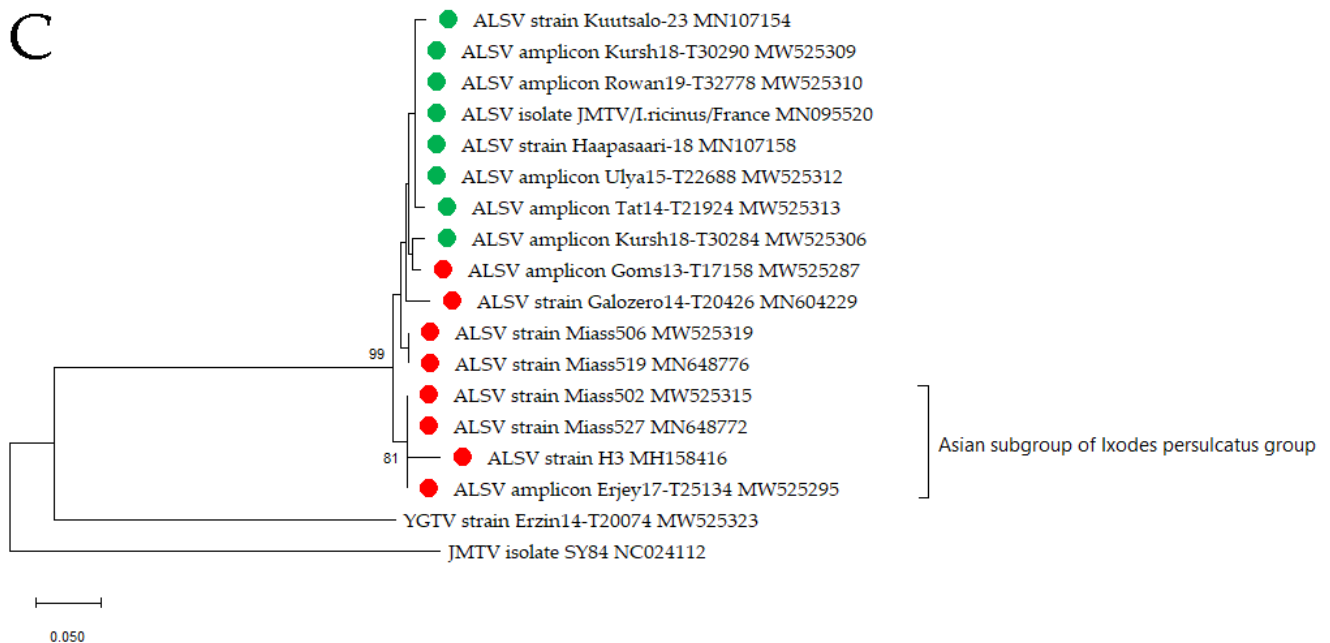 C
ALSV strain Kuutsalo-23 MN107154
ALSV amplicon Kursh18-T30290 MW525309
ALSV amplicon Rowan19-T32778 MW525310
ALSV isolate JMTV/I.ricinus/France MN095520
ALSV strain Haapasaari-18 MN107158
ALSV amplicon Ulya15-T22688 MW525312
ALSV amplicon Tat14-T21924 MW525313
ALSV amplicon Kursh18-T30284 MW525306
ALSV amplicon Goms13-T17158 MW525287
ALSV strain Galozero14-T20426 MN604229
ALSV strain Miass506 MW525319
99
ALSV strain Miass519 MN648776
ALSV strain Miass502 MW525315
ALSV strain Miass527 MN648772
Asian subgroup of Ixodes persulcatus group
81
ALSV strain H3 MH158416
ALSV amplicon Erjey17-T25134 MW525295
YGTV strain Erzin14-T20074 MW525323
JMTV isolate SY84 NC024112
0.050